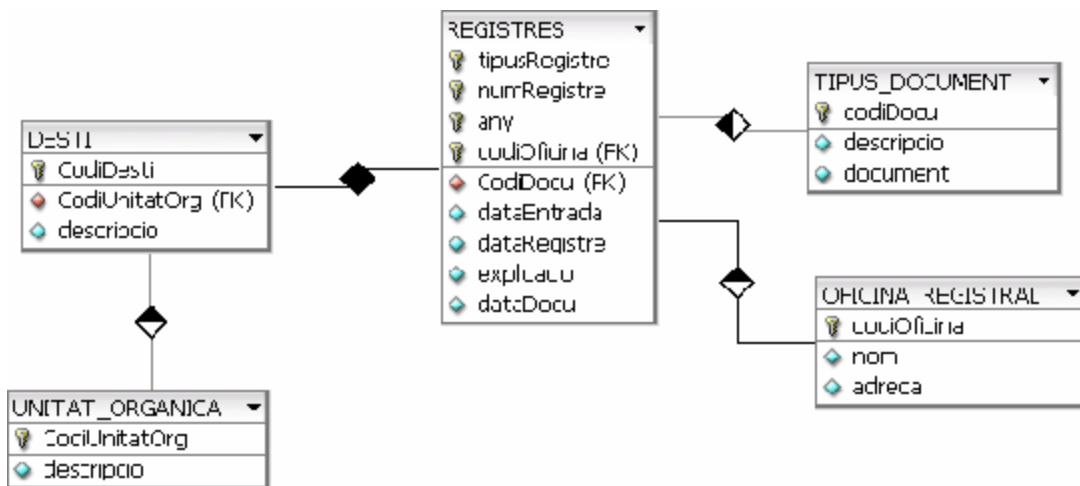 REGISTRES
tipusRegistre
numRegistre
any
codiOficina (FK)
CodiDocu (FK)
dataEntrada
dataRegistre
explicacio
dataDocu
TIPUS_DOCUMENT
codiDocu
descripcio
document
DESTI
CodiDesti
CodiUnitatOrg (FK)
descripcio
OFICINA_REGISTRAL
codiOficina
nom
adreca
UNITAT_ORGANICA
CodiUnitatOrg
descripcio